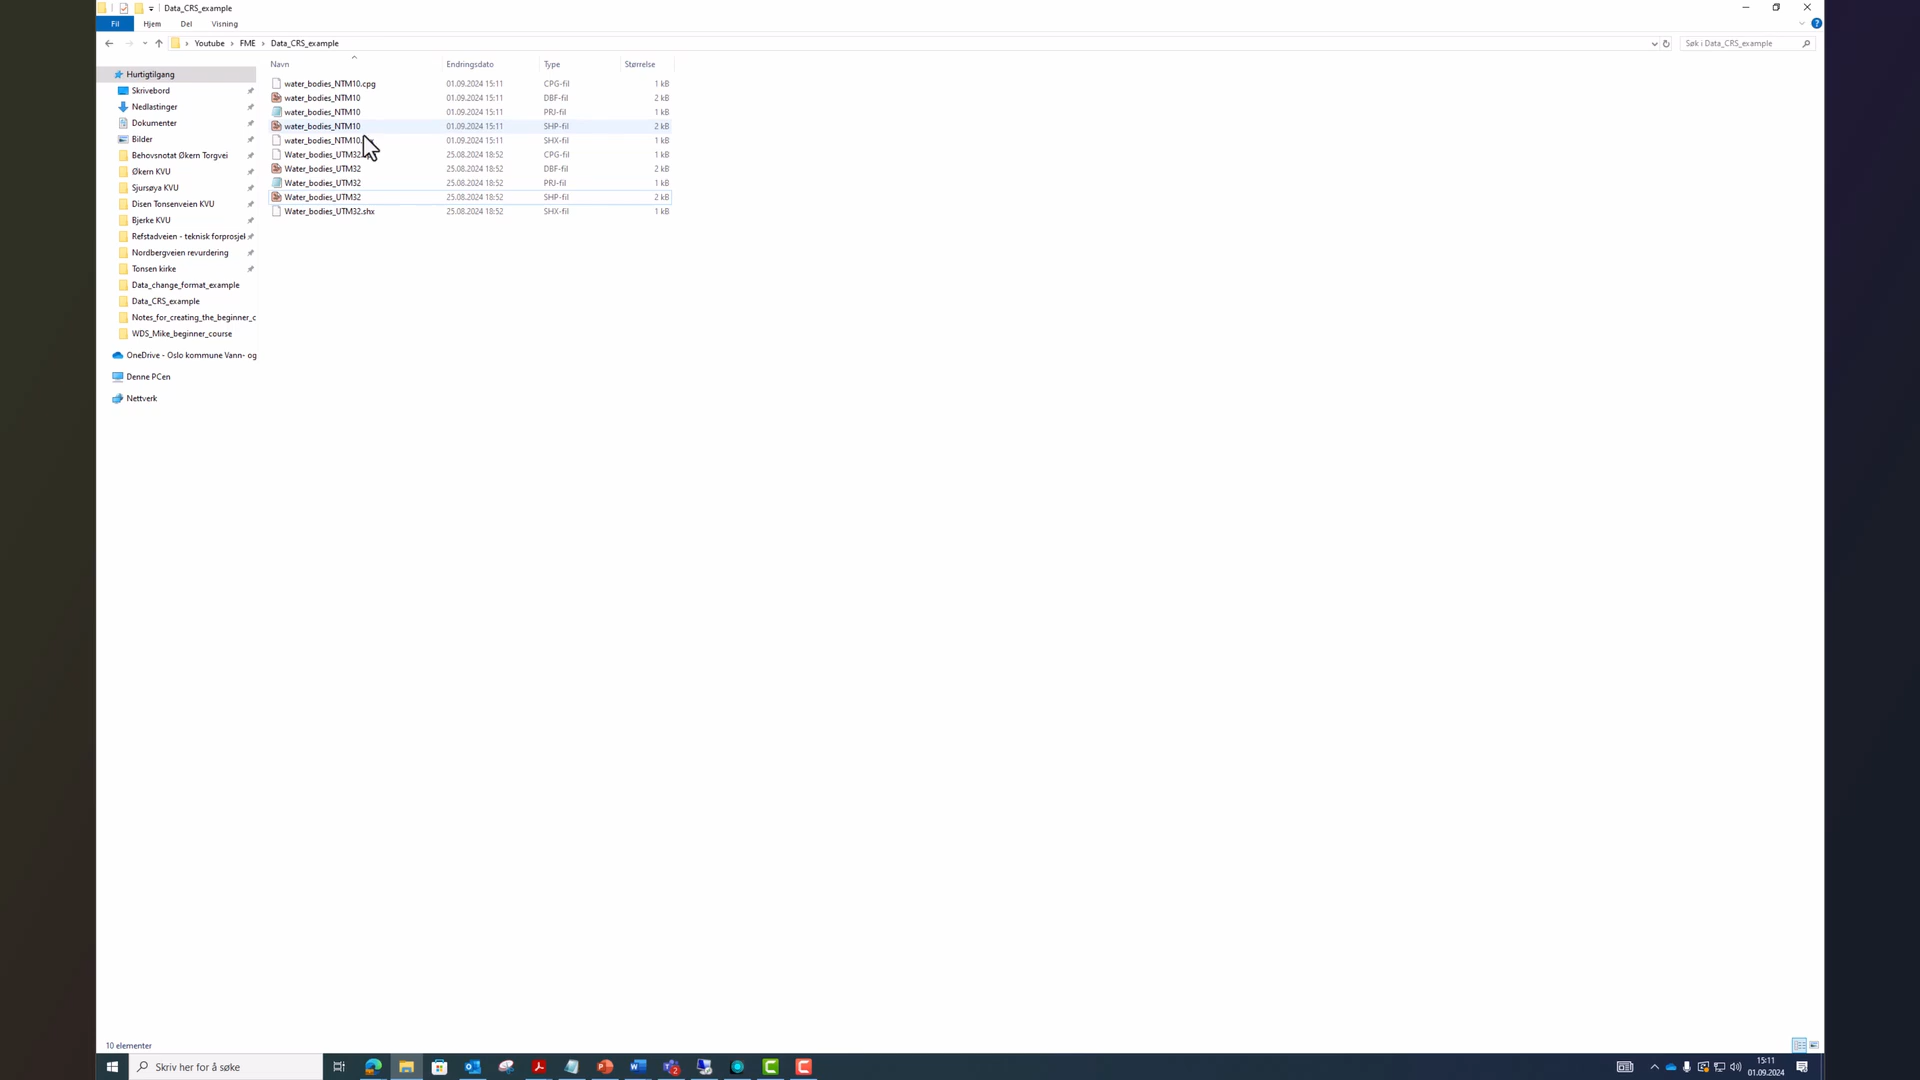 Data_CRS_example
Fil Hjem Del Visning
Youtube FME Data_CRS_example Søk i Data_CRS_example
Navn Endringsdato Type Størrelse
water_bodies_NTM10.cpg 01.09.2024 15:11 CPG-fil 1 kB
water_bodies_NTM10 01.09.2024 15:11 DBF-fil 2 kB
water_bodies_NTM10 01.09.2024 15:11 PRJ-fil 1 kB
water_bodies_NTM10 01.09.2024 15:11 SHP-fil 2 kB
water_bodies_NTM10. 01.09.2024 15:11 SHX-fil 1 kB
Water_bodies_UTM32 25.08.2024 18:52 CPG-fil 1 kB
Water_bodies_UTM32 25.08.2024 18:52 DBF-fil 2 kB
Water_bodies_UTM32 25.08.2024 18:52 PRJ-fil 1 kB
Water_bodies_UTM32 25.08.2024 18:52 SHP-fil 2 kB
Water_bodies_UTM32.shx 25.08.2024 18:52 SHX-fil 1 kB
Hurtigtilgang
Skrivebord
Nedlastinger
Dokumenter
Bilder
Behovsnotat Økern Torgvei
Økern KVU
Sjursøya KVU
Disen Tonsenveien KVU
Bjerke KVU
Refstadveien - teknisk forprosjek
Nordbergveien revurdering
Tonsen kirke
Data_change_format_example
Data_CRS_example
Notes_for_creating_the_beginner_c
WDS_Mike_beginner_course
OneDrive - Oslo kommune Vann- og
Denne PCen
Nettverk
10 elementer
Skriv her for å søke
15:11
01.09.2024